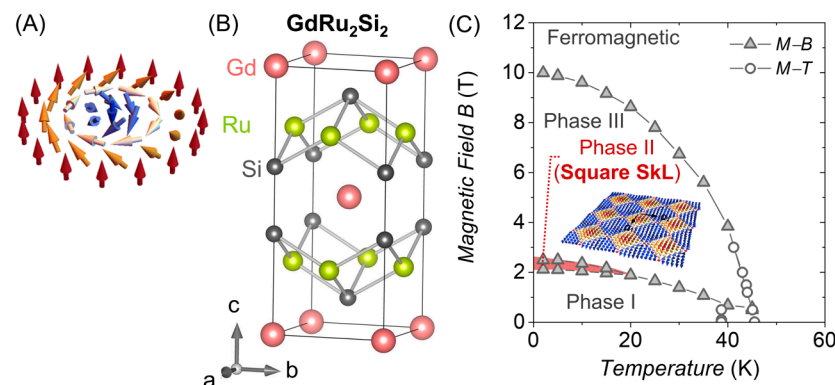 (A)
(B)
GdRu₂Si₂
Gd
Ru
Si
c
a
b
(C)
Magnetic Field B (T)
12
10
8
6
4
2
0
Ferromagnetic
M–B
M–T
Phase III
Phase II
(Square SkL)
Phase I
0
20
40
60
Temperature (K)